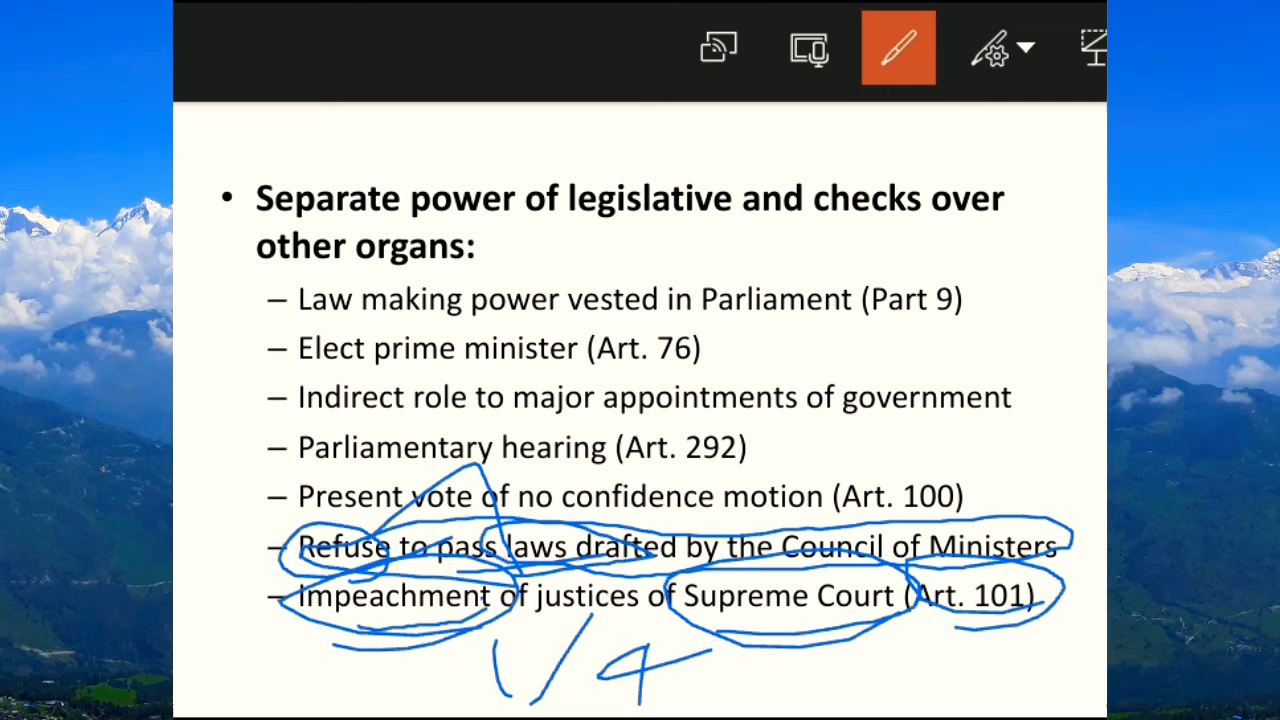 • Separate power of legislative and checks over
other organs:
– Law making power vested in Parliament (Part 9)
– Elect prime minister (Art. 76)
– Indirect role to major appointments of government
– Parliamentary hearing (Art. 292)
– Present vote of no confidence motion (Art. 100)
– Refuse to pass laws drafted by the Council of Ministers
– Impeachment of justices of Supreme Court (Art. 101)
1/4